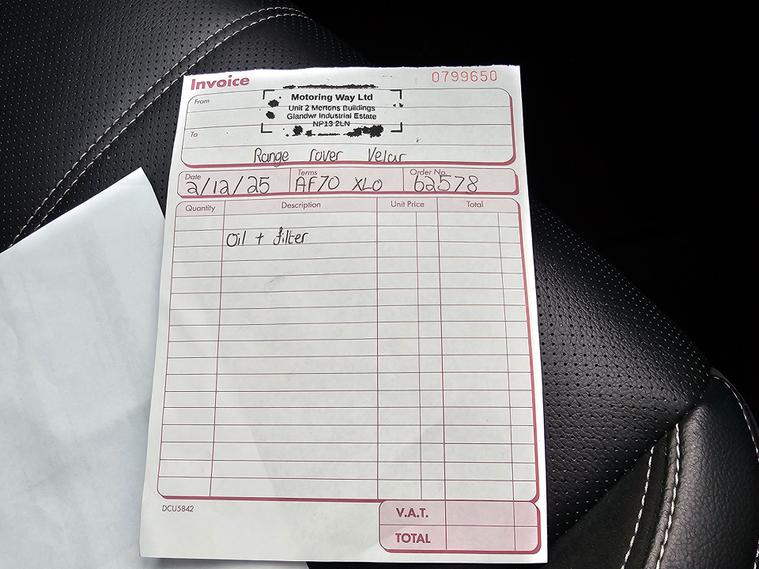 Invoice
0799650
From
Motoring Way Ltd
Unit 2 Mertons Buildings
Glandwr Industrial Estate
NP13 2LN
To
Range rover Velar
Date Terms Order No.
2/12/25 AF70 XLO 62578
Quantity Description Unit Price Total
Oil + filter
DCU5842
V.A.T.
TOTAL